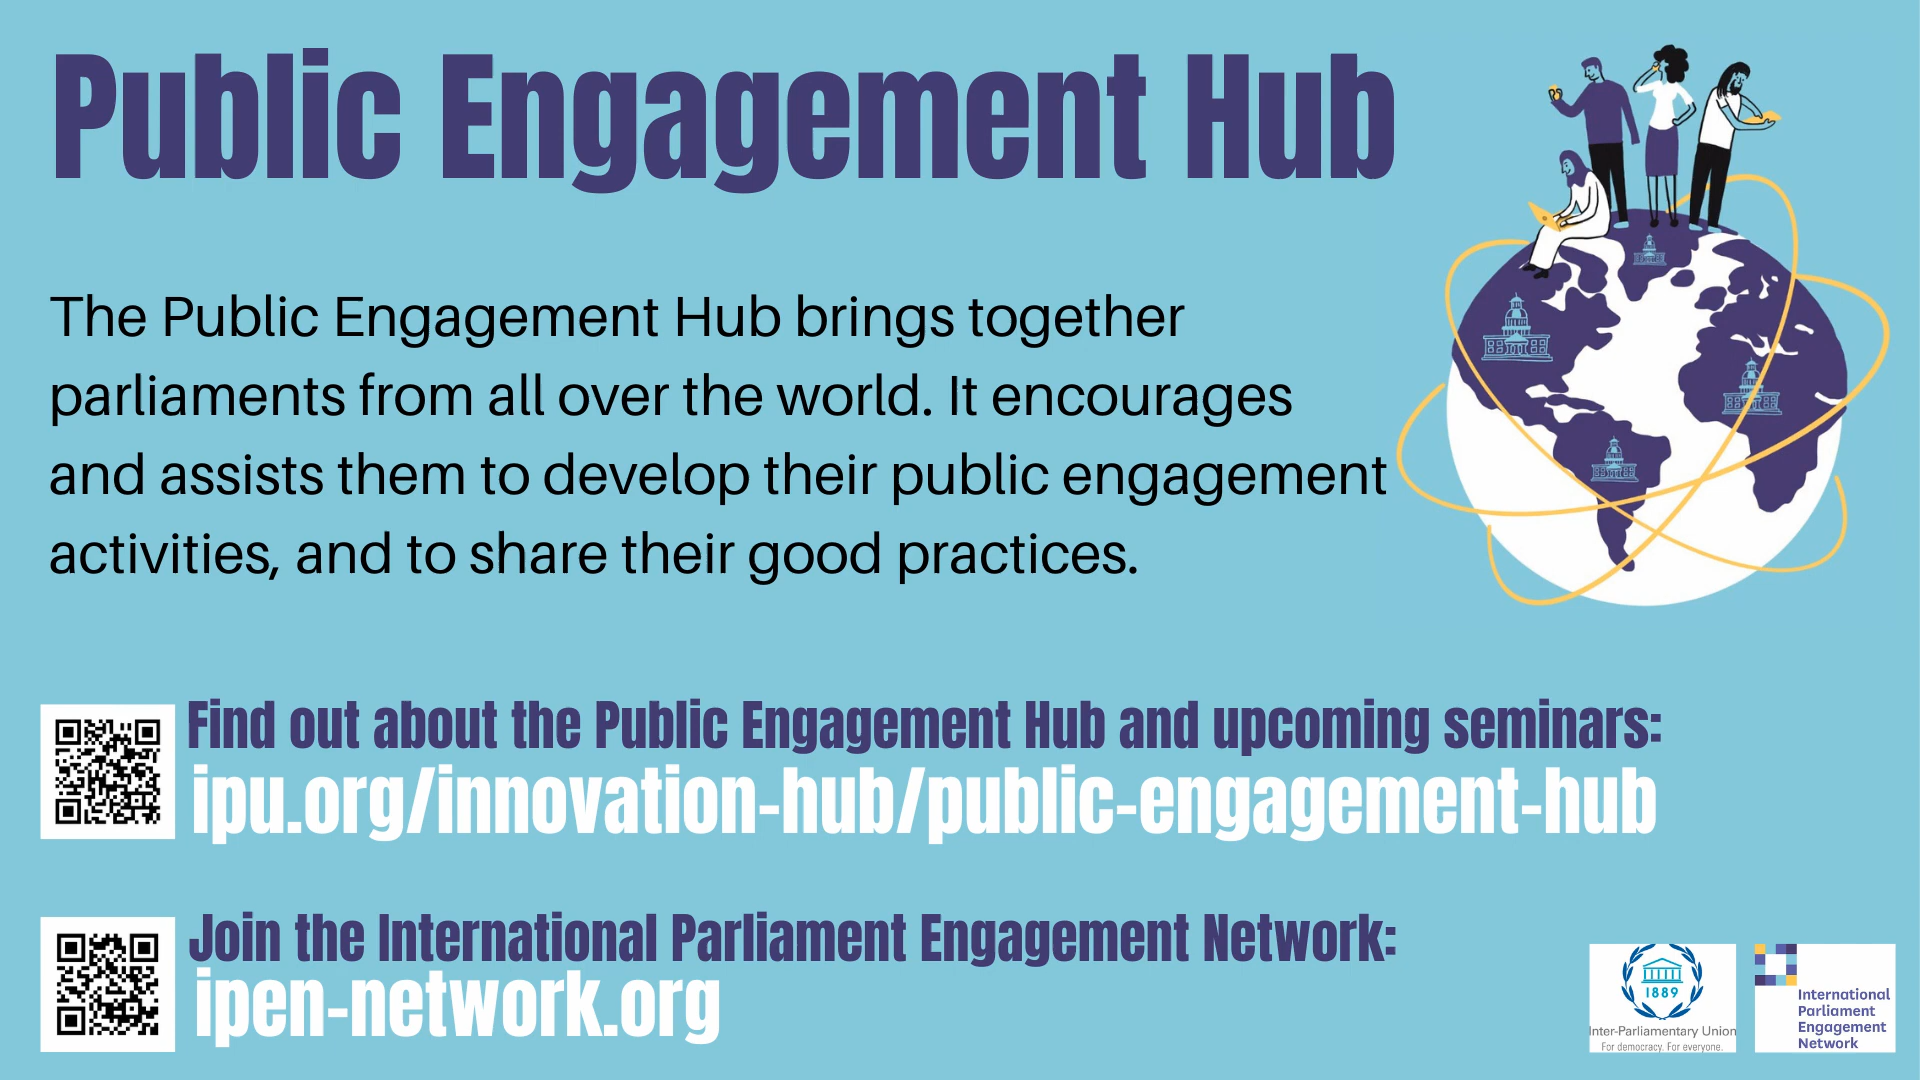 Public Engagement Hub
The Public Engagement Hub brings together
parliaments from all over the world. It encourages
and assists them to develop their public engagement
activities, and to share their good practices.
Find out about the Public Engagement Hub and upcoming seminars:
ipu.org/innovation-hub/public-engagement-hub
Join the International Parliament Engagement Network:
ipen-network.org
1889
Inter-Parliamentary Union
For democracy. For everyone.
International
Parliament
Engagement
Network